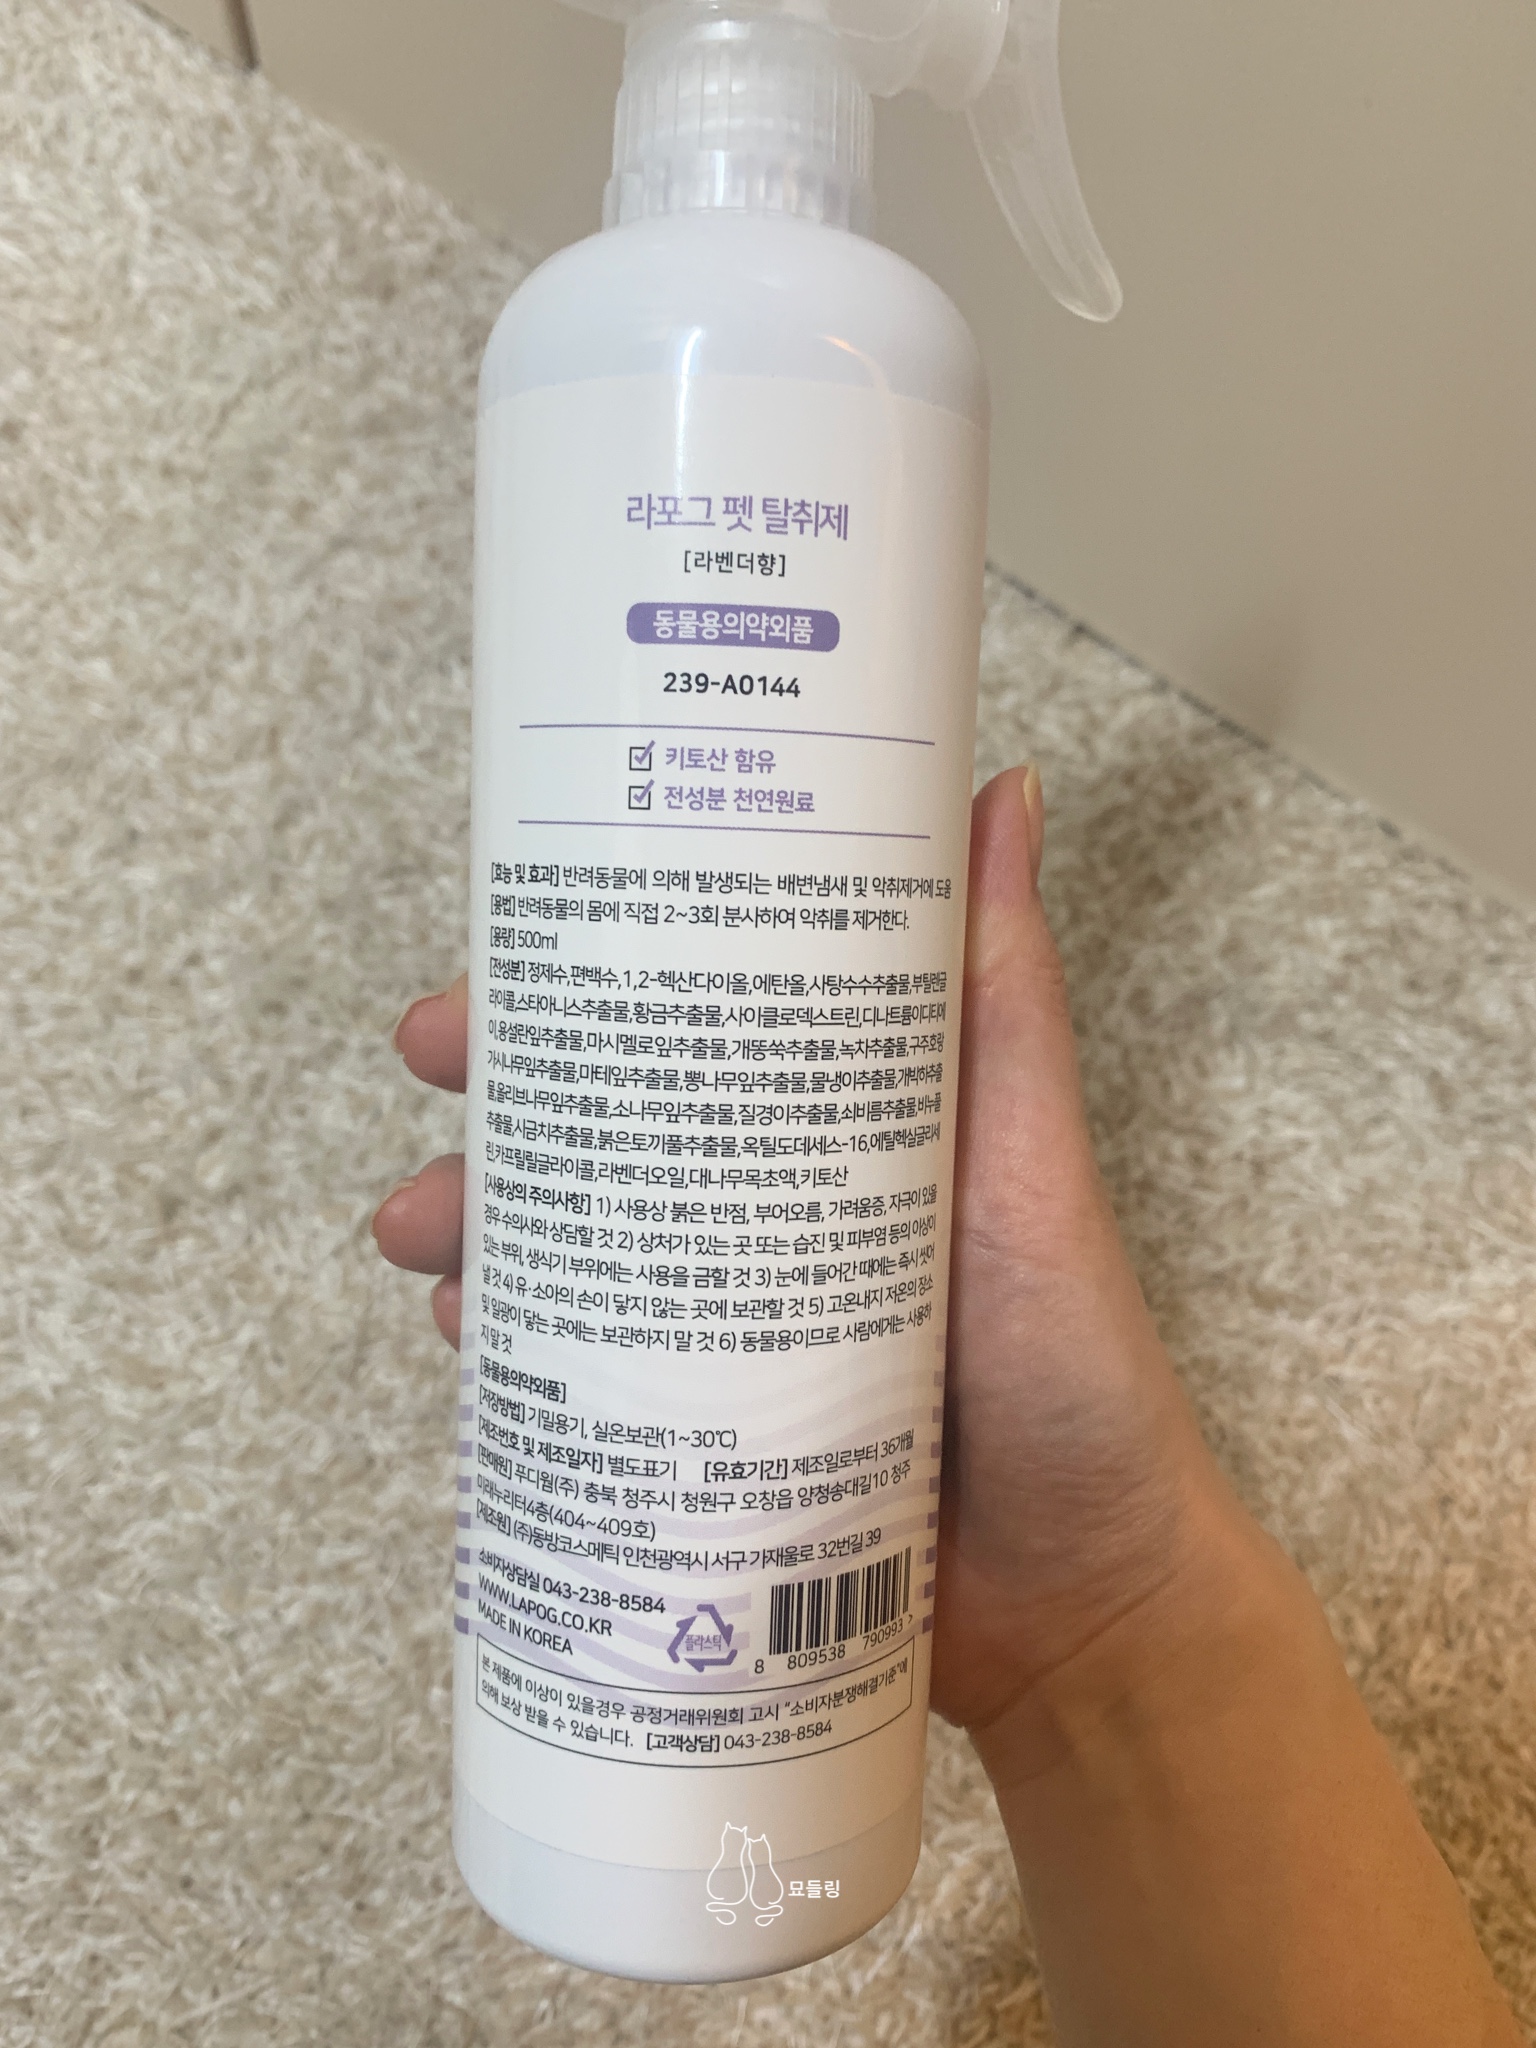 라포그 펫 탈취제
[라벤더향]
동물용의약외품
239-A0144
키토산 함유
전성분 천연원료
[효능 및 효과] 반려동물에 의해 발생되는 배변냄새 및 악취제거에 도움
[용법] 반려동물의 몸에 직접 2~3회 분사하여 악취를 제거한다.
[용량] 500ml
[전성분] 정제수,편백수,1,2-헥산다이올,에탄올,사탕수수추출물,부틸렌글
라이콜,스타아니스추출물,황금추출물,사이클로덱스트린,디나트륨이디티에
이,용설란잎추출물,마시멜로잎추출물,개똥쑥추출물,녹차추출물,구주호랑
가시나무잎추출물,마테잎추출물,뽕나무잎추출물,물냉이추출물,개박하추출
물,올리브나무잎추출물,소나무잎추출물,질경이추출물,쇠비름추출물,비누풀
추출물,시금치추출물,붉은토끼풀추출물,옥틸도데세스-16,에틸헥실글리세
린,카프릴릴글라이콜,라벤더오일,대나무목초액,키토산
[사용상의 주의사항] 1) 사용상 붉은 반점, 부어오름, 가려움증, 자극이 있을
경우 수의사와 상담할 것 2) 상처가 있는 곳 또는 습진 및 피부염 등의 이상이
있는 부위, 생식기 부위에는 사용을 금할 것 3) 눈에 들어간 때에는 즉시 씻어
낼 것 4) 유·소아의 손이 닿지 않는 곳에 보관할 것 5) 고온내지 저온의 장소
및 일광이 닿는 곳에는 보관하지 말 것 6) 동물용이므로 사람에게는 사용하
지 말 것
[동물용의약외품]
[저장방법] 기밀용기, 실온보관(1~30℃)
[제조번호 및 제조일자] 별도표기 [유효기간] 제조일로부터 36개월
[판매원] 푸디웜(주) 충북 청주시 청원구 오창읍 양청송대길10 청주
미래누리터4층(404~409호)
[제조원] (주)동방코스메틱 인천광역시 서구 가재울로 32번길 39
소비자상담실 043-238-8584
WWW.LAPOG.CO.KR
MADE IN KOREA
플라스틱
8 809538 790993 >
본 제품에 이상이 있을경우 공정거래위원회 고시 “소비자분쟁해결기준”에
의해 보상 받을 수 있습니다. [고객상담] 043-238-8584
묘들링